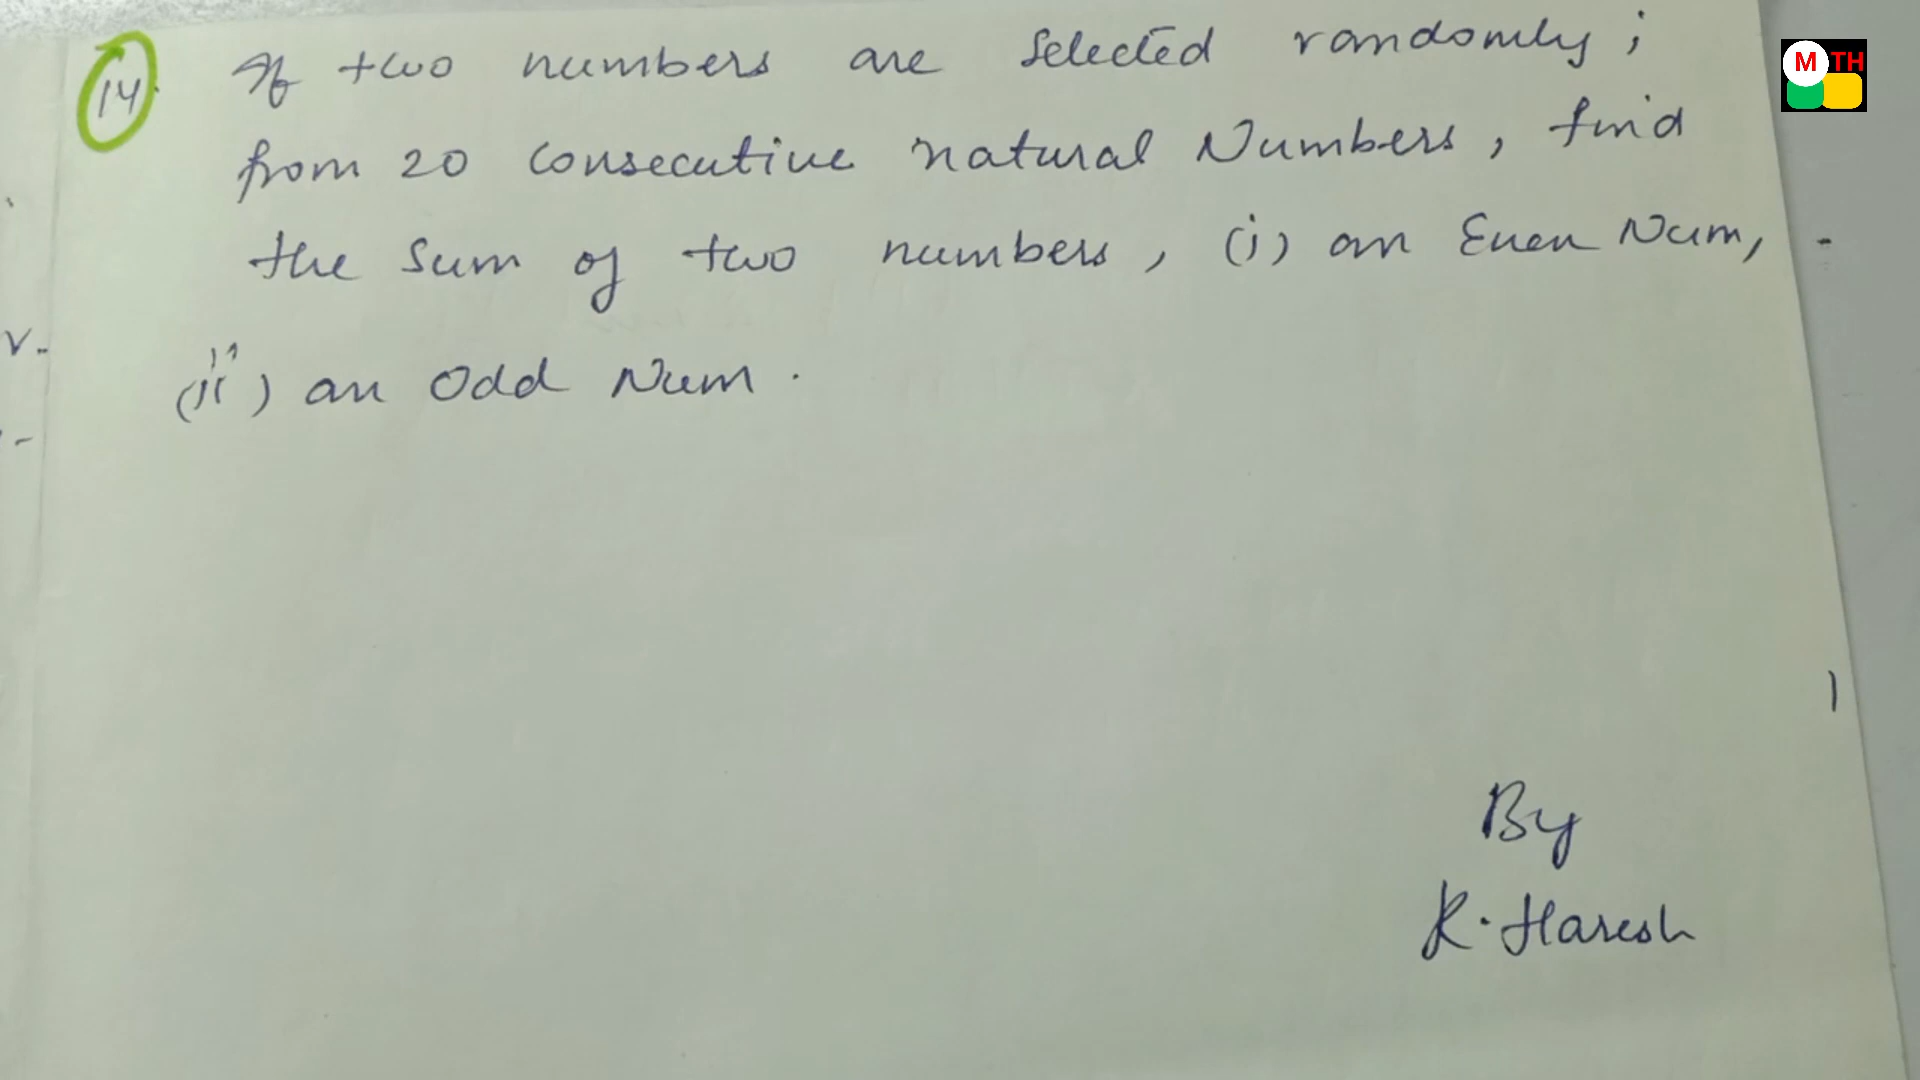 14. If two numbers are selected randomly;
from 20 consecutive natural Numbers, find
the sum of two numbers, (i) an Even Num,
(ii) an Odd Num.
By
K. Haresh
M TH